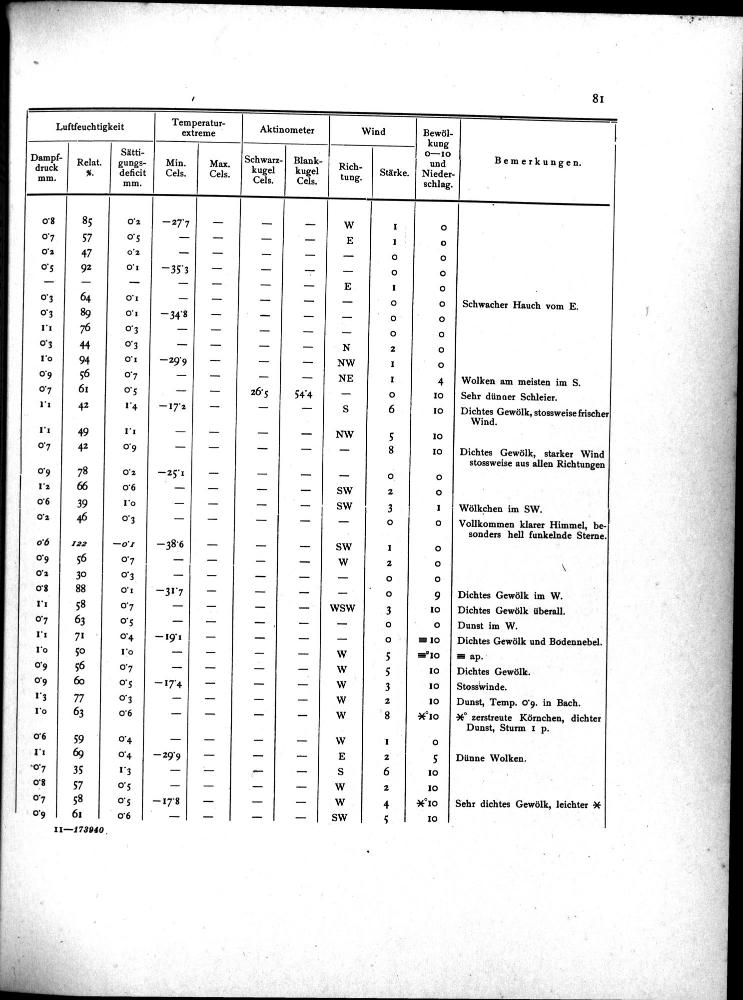 81
Luftfeuchtigkeit Temperatur-extreme Aktinometer Wind Bewöl-kung 0—10 und Nieder-schlag. Bemerkungen.
Dampf-druck mm. Relat. %. Sätti-gungs-deficit mm. Min. Cels. Max. Cels. Schwarz-kugel Cels. Blank-kugel Cels. Rich-tung. Stärke.
0·8 85 0·2 —27·7 — — — W 1 0
0·7 57 0·5 — — — — E 1 0
0·2 47 0·2 — — — — — 0 0
0·5 92 0·1 —35·3 — — — — 0 0
— — — — — — — E 1 0
0·3 64 0·1 — — — — — 0 0 Schwacher Hauch vom E.
0·3 89 0·1 —34·8 — — — — 0 0
1·1 76 0·3 — — — — — 0 0
0·3 44 0·3 — — — — N 2 0
1·0 94 0·1 —29·9 — — — NW 1 0
0·9 56 0·7 — — — — NE 1 4 Wolken am meisten im S.
0·7 61 0·5 — — 26·5 54·4 — 0 10 Sehr dünner Schleier.
1·1 42 1·4 —17·2 — — — S 6 10 Dichtes Gewölk, stossweise frischer
Wind.
1·1 49 1·1 — — — — NW 5 10
0·7 42 0·9 — — — — — 8 10 Dichtes Gewölk, starker Wind
stossweise aus allen Richtungen
0·9 78 0·2 —25·1 — — — — 0 0
1·2 66 0·6 — — — — SW 2 0
0·6 39 1·0 — — — — SW 3 1 Wölkchen im SW.
0·2 46 0·3 — — — — — 0 0 Vollkommen klarer Himmel, be-
sonders hell funkelnde Sterne.
0·6 122 —0·1 —38·6 — — — SW 1 0
0·9 56 0·7 — — — — W 2 0
0·2 30 0·3 — — — — — 0 0
0·8 88 0·1 —31·7 — — — — 0 9 Dichtes Gewölk im W.
1·1 58 0·7 — — — — WSW 3 10 Dichtes Gewölk überall.
0·7 63 0·5 — — — — — 0 0 Dunst im W.
1·1 71 0·4 —19·1 — — — — 0 ≡ 10 Dichtes Gewölk und Bodennebel.
1·0 50 1·0 — — — — W 5 ≡°10 ≡ ap.
0·9 56 0·7 — — — — W 5 10 Dichtes Gewölk.
0·9 60 0·5 —17·4 — — — W 3 10 Stosswinde.
1·3 77 0·3 — — — — W 2 10 Dunst, Temp. 0·9. in Bach.
1·0 63 0·6 — — — — W 8 ⚹°10 ⚹° zerstreute Körnchen, dichter
Dunst, Sturm 1 p.
0·6 59 0·4 — — — — W 1 0
1·1 69 0·4 —29·9 — — — E 2 5 Dünne Wolken.
0·7 35 1·3 — — — — S 6 10
0·8 57 0·5 — — — — W 2 10
0·7 58 0·5 —17·8 — — — W 4 ⚹°10 Sehr dichtes Gewölk, leichter ⚹
0·9 61 0·6 — — — — SW 5 10
11—173940